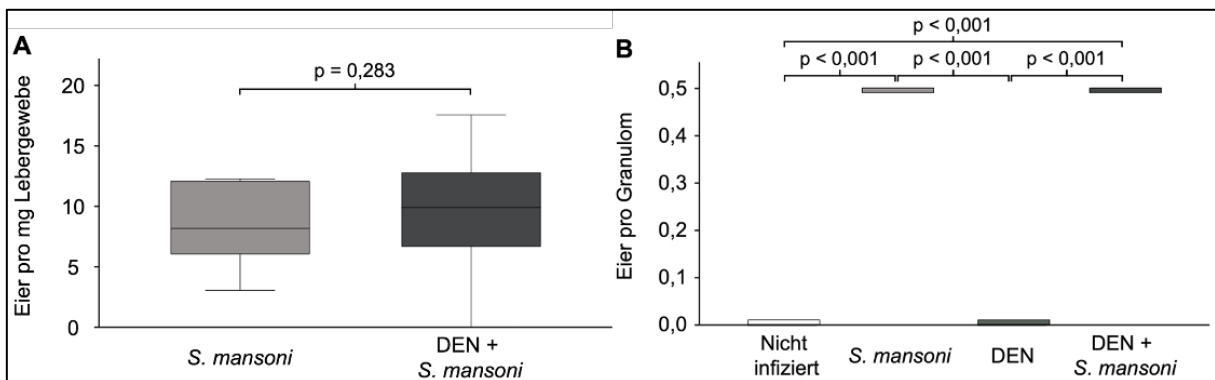 A
Eier pro mg Lebergewebe
20
15
10
5
0
p = 0,283
S. mansoni
DEN +
S. mansoni
B
Eier pro Granulom
0,5
0,3
0,2
0,1
0,0
p < 0,001
p < 0,001
p < 0,001
p < 0,001
Nicht
infiziert
S. mansoni
DEN
DEN +
S. mansoni